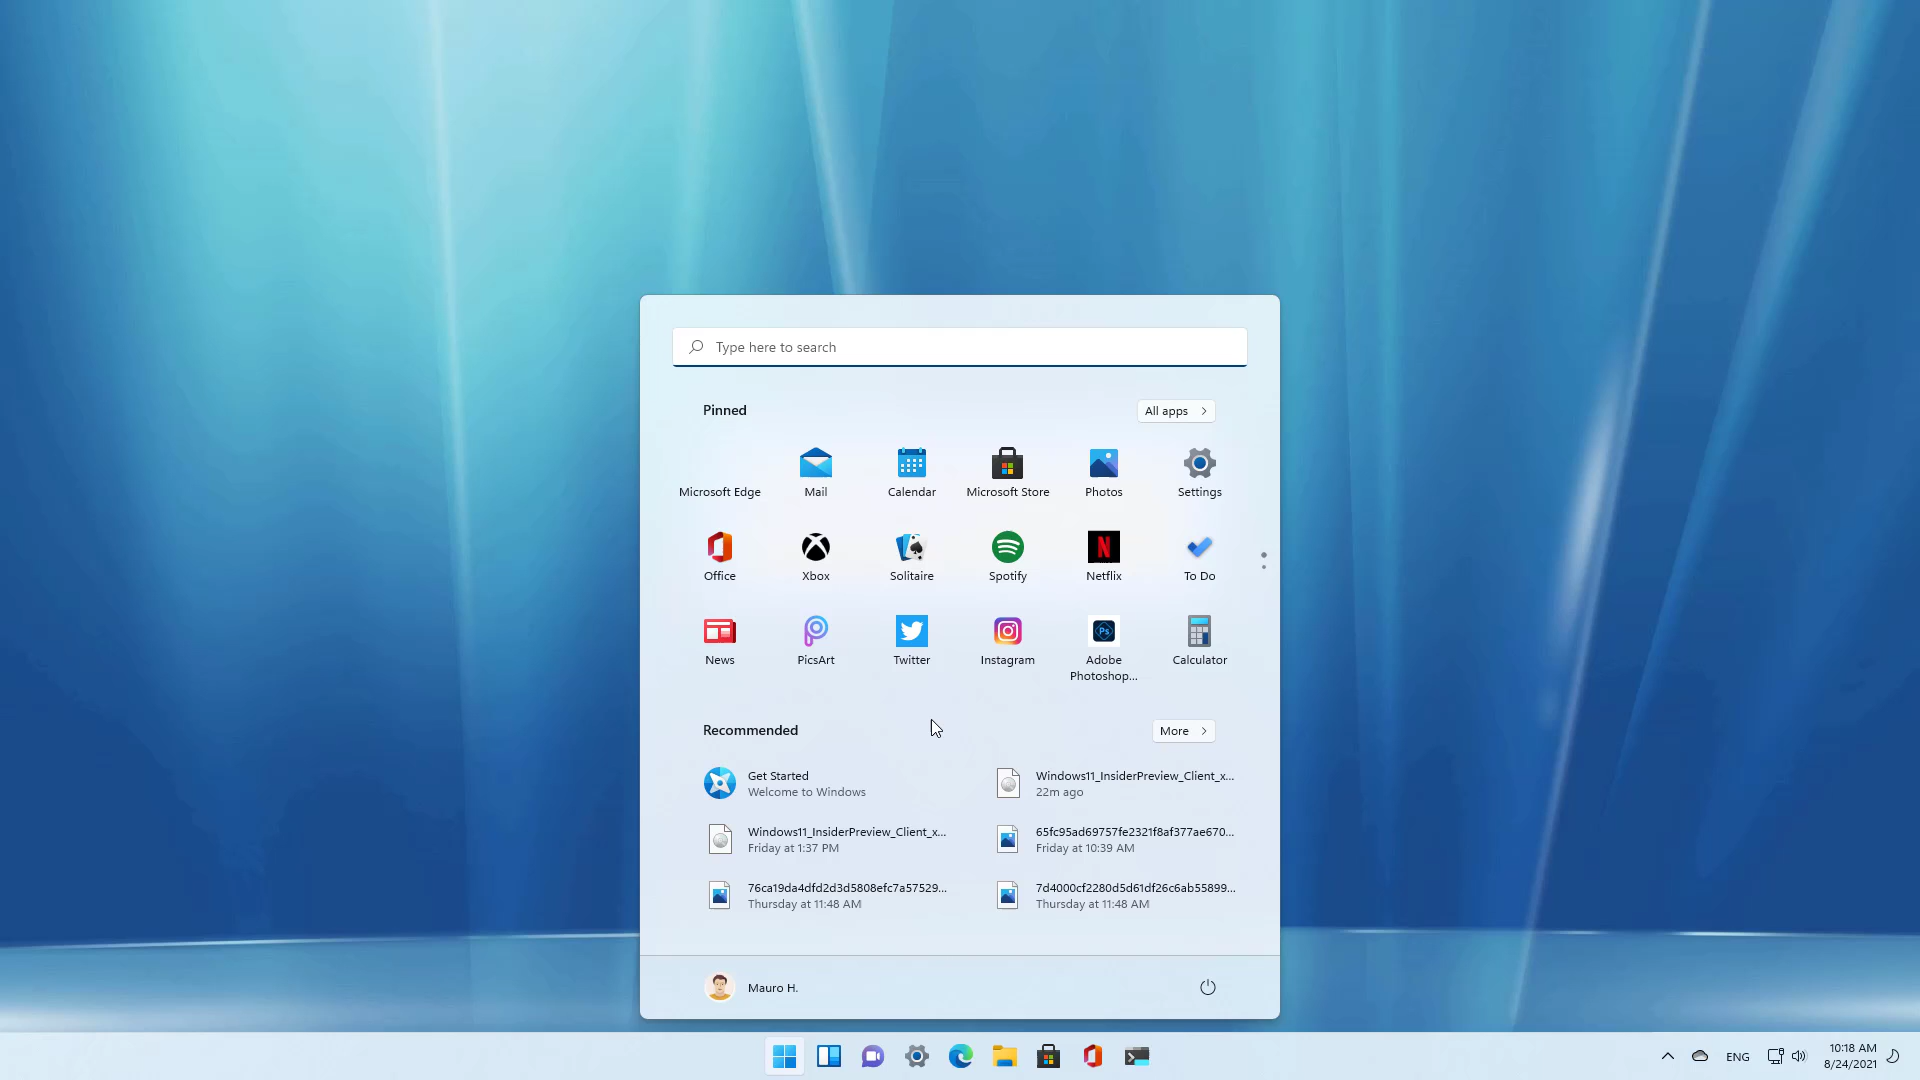 Type here to search
Pinned
All apps
Microsoft Edge
Mail
Calendar
Microsoft Store
Photos
Settings
Office
Xbox
Solitaire
Spotify
Netflix
To Do
News
PicsArt
Twitter
Instagram
Adobe
Photoshop...
Calculator
Recommended
More
Get Started
Welcome to Windows
Windows11_InsiderPreview_Client_x...
22m ago
Windows11_InsiderPreview_Client_x...
Friday at 1:37 PM
65fc95ad69757fe2321f8af377ae670...
Friday at 10:39 AM
76ca19da4dfd2d3d5808efc7a57529...
Thursday at 11:48 AM
7d4000cf2280d5d61df26c6ab55899...
Thursday at 11:48 AM
Mauro H.
ENG
10:18 AM
8/24/2021